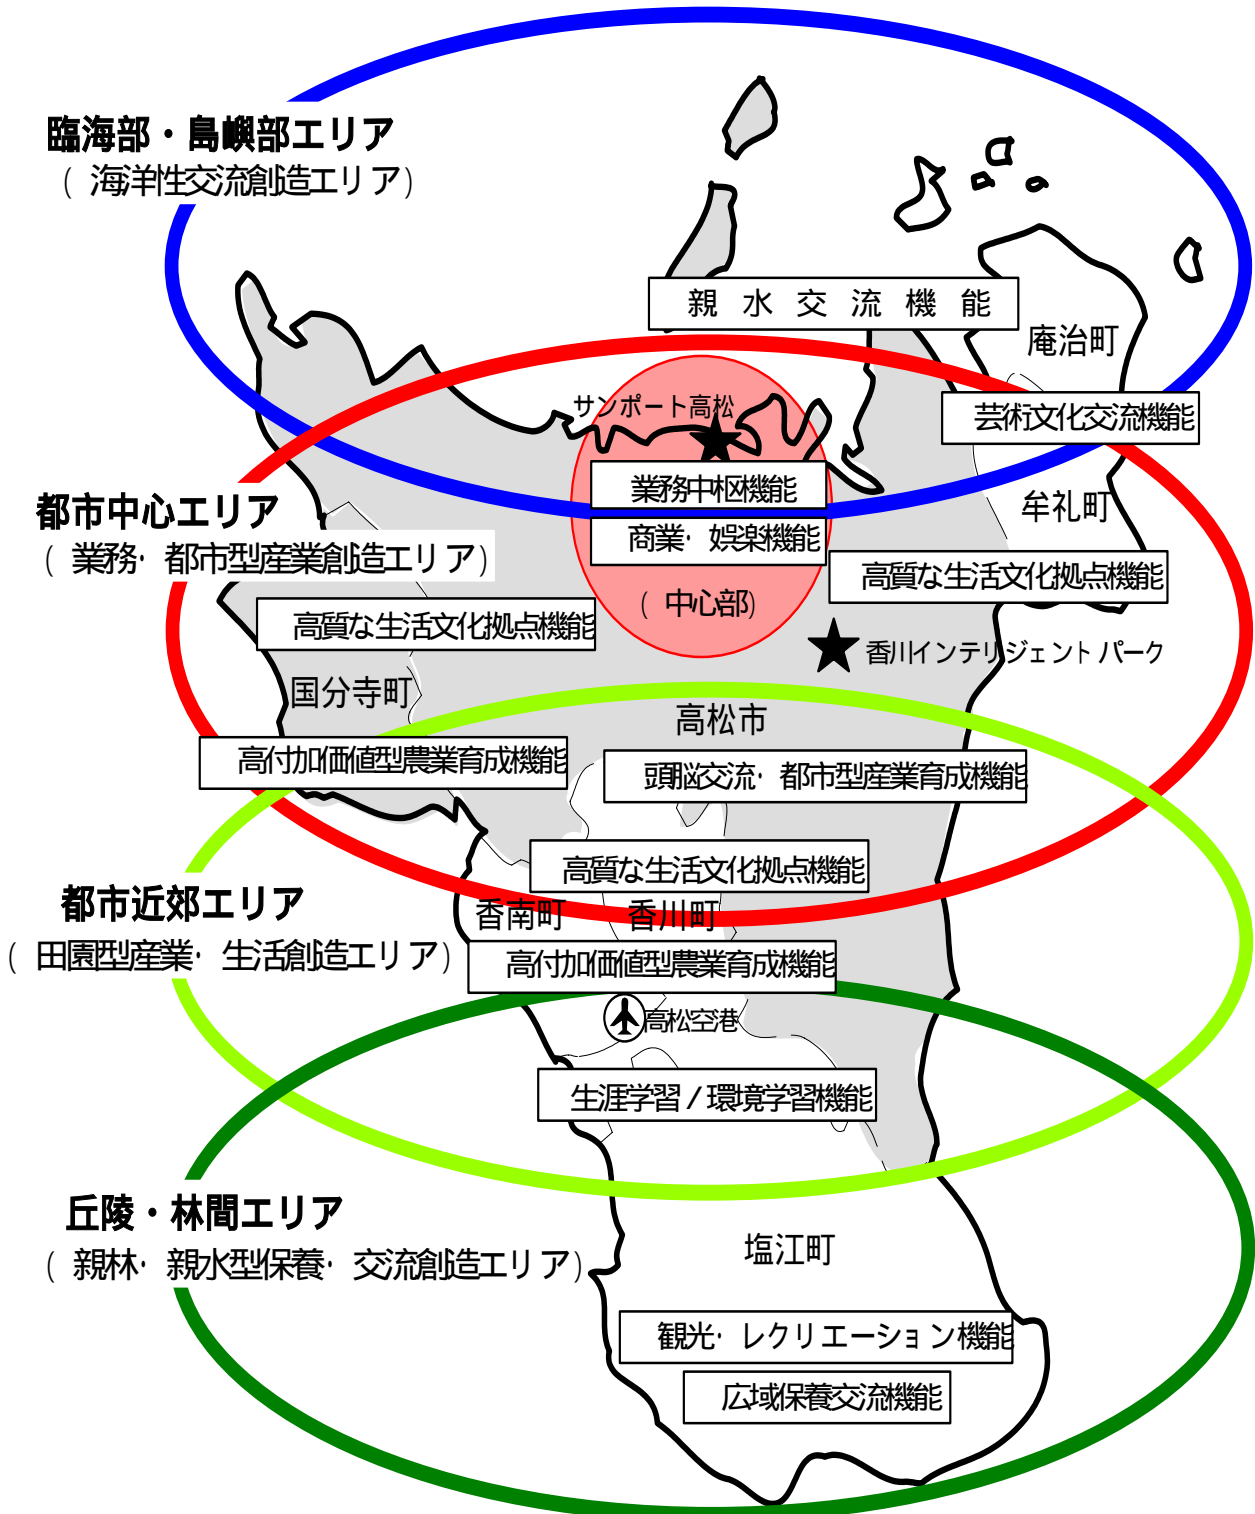 臨海部・島嶼部エリア
( 海洋性交流創造エリア)
親水交流機能
庵治町
サンポート高松
芸術文化交流機能
業務中枢機能
都市中心エリア
牟礼町
( 業務・都市型産業創造エリア)
商業・娯楽機能
高質な生活文化拠点機能
( 中心部)
高質な生活文化拠点機能
香川インテリジェントパーク
国分寺町
高松市
高付加価値型農業育成機能
頭脳交流・都市型産業育成機能
高質な生活文化拠点機能
都市近郊エリア
香南町
香川町
( 田園型産業・生活創造エリア)
高付加価値型農業育成機能
高松空港
生涯学習/環境学習機能
丘陵・林間エリア
( 親林・親水型保養・交流創造エリア)
塩江町
観光・レクリエーション機能
広域保養交流機能